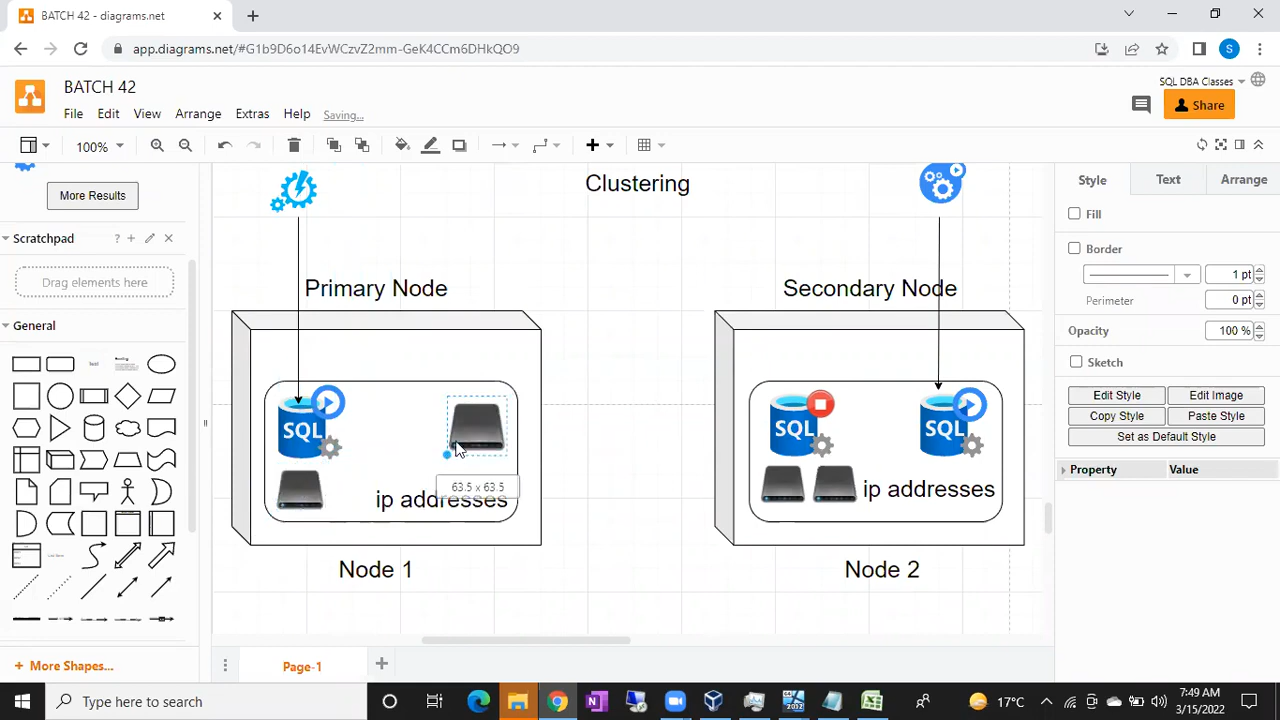 BATCH 42 - diagrams.net
app.diagrams.net/#G1b9D6o14EvWCzvZ2mm-GeK4CCm6DHkQO9
S
BATCH 42
SQL DBA Classes
File Edit View Arrange Extras Help Saving...
Share
100%
More Results
Scratchpad
?
Drag elements here
General
Text
More Shapes...
Clustering
Primary Node
Secondary Node
SQL
SQL
SQL
63.5 x 63.5
ip addresses
ip addresses
Node 1
Node 2
Page-1
Style Text Arrange
Fill
Border
1 pt
Perimeter 0 pt
Opacity 100 %
Sketch
Edit Style Edit Image
Copy Style Paste Style
Set as Default Style
Property Value
Type here to search
17°C
7:49 AM
3/15/2022